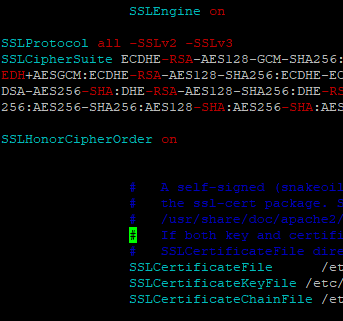 SSLEngine on
SSLProtocol all -SSLv2 -SSLv3
SSLCipherSuite ECDHE-RSA-AES128-GCM-SHA256:
EDH+AESGCM:ECDHE-RSA-AES128-SHA256:ECDHE-EC
DSA-AES256-SHA:DHE-RSA-AES128-SHA256:DHE-RS
256:AES256-SHA256:AES128-SHA:AES256-SHA:AES
SSLHonorCipherOrder on
# A self-signed (snakeoil
# the ssl-cert package. S
# /usr/share/doc/apache2/
# If both key and certifi
# SSLCertificateFile dire
SSLCertificateFile /et
SSLCertificateKeyFile /etc/
SSLCertificateChainFile /et